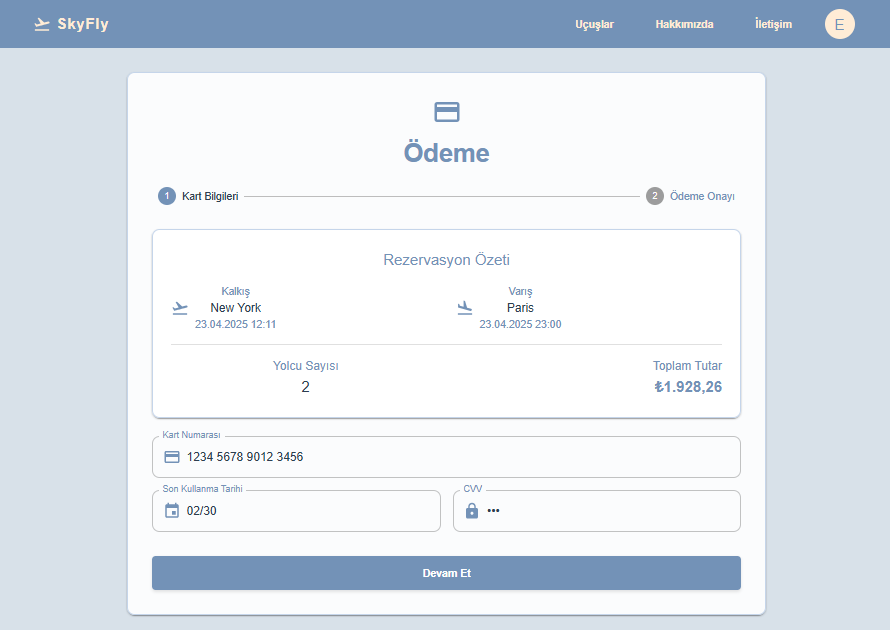 SkyFly
Uçuşlar
Hakkımızda
İletişim
E
Ödeme
1 Kart Bilgileri
2 Ödeme Onayı
Rezervasyon Özeti
Kalkış
New York
23.04.2025 12:11
Varış
Paris
23.04.2025 23:00
Yolcu Sayısı
2
Toplam Tutar
₺1.928,26
Kart Numarası
1234 5678 9012 3456
Son Kullanma Tarihi
02/30
CVV
•••
Devam Et